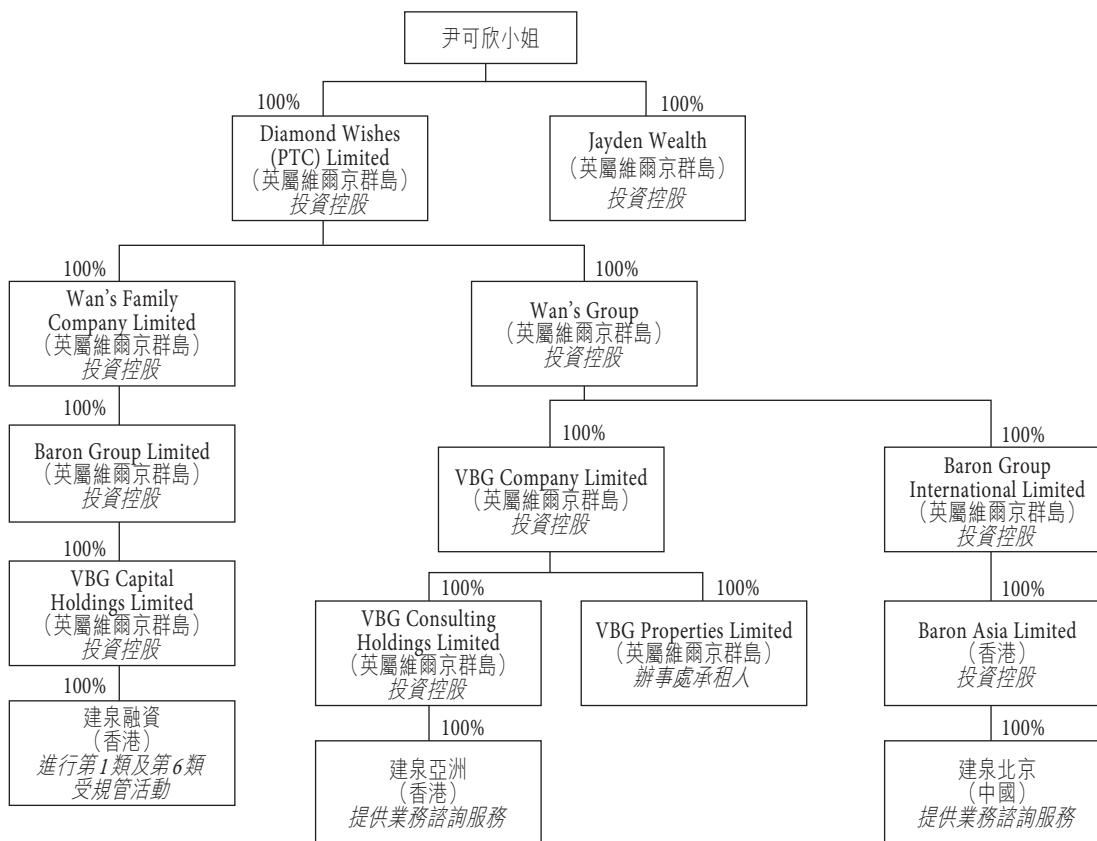 尹可欣小姐
100%
100%
Diamond Wishes
(PTC) Limited
（英屬維爾京群島）
投資控股
Jayden Wealth
（英屬維爾京群島）
投資控股
100%
100%
Wan's Family
Company Limited
（英屬維爾京群島）
投資控股
Wan's Group
（英屬維爾京群島）
投資控股
100%
100%
100%
Baron Group Limited
（英屬維爾京群島）
投資控股
VBG Company Limited
（英屬維爾京群島）
投資控股
Baron Group
International Limited
（英屬維爾京群島）
投資控股
100%
100%
100%
100%
VBG Capital
Holdings Limited
（英屬維爾京群島）
投資控股
VBG Consulting
Holdings Limited
（英屬維爾京群島）
投資控股
VBG Properties Limited
（英屬維爾京群島）
辦事處承租人
Baron Asia Limited
（香港）
投資控股
100%
100%
100%
建泉融資
（香港）
進行第1類及第6類
受規管活動
建泉亞洲
（香港）
提供業務諮詢服務
建泉北京
（中國）
提供業務諮詢服務